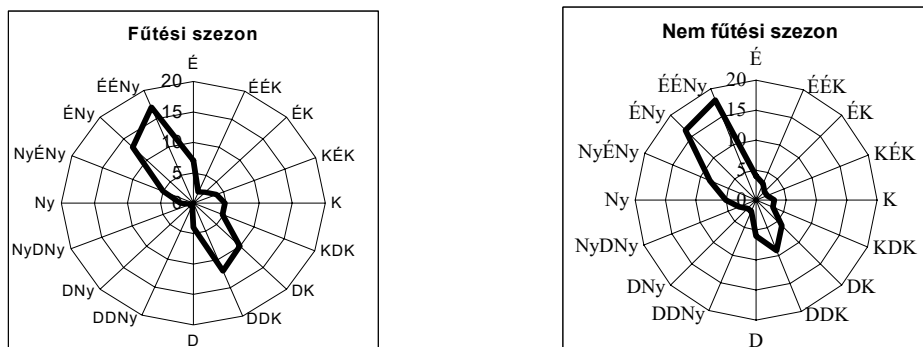 Fűtési szezon
É
ÉÉK
ÉK
KÉK
K
KDK
DK
DDK
D
DDNy
DNy
NyDNy
Ny
NyÉNy
ÉNy
ÉÉNy
20
15
10
5
0
Nem fűtési szezon
É
ÉÉK
ÉK
KÉK
K
KDK
DK
DDK
D
DDNy
DNy
NyDNy
Ny
NyÉNy
ÉNy
ÉÉNy
20
15
10
5
0